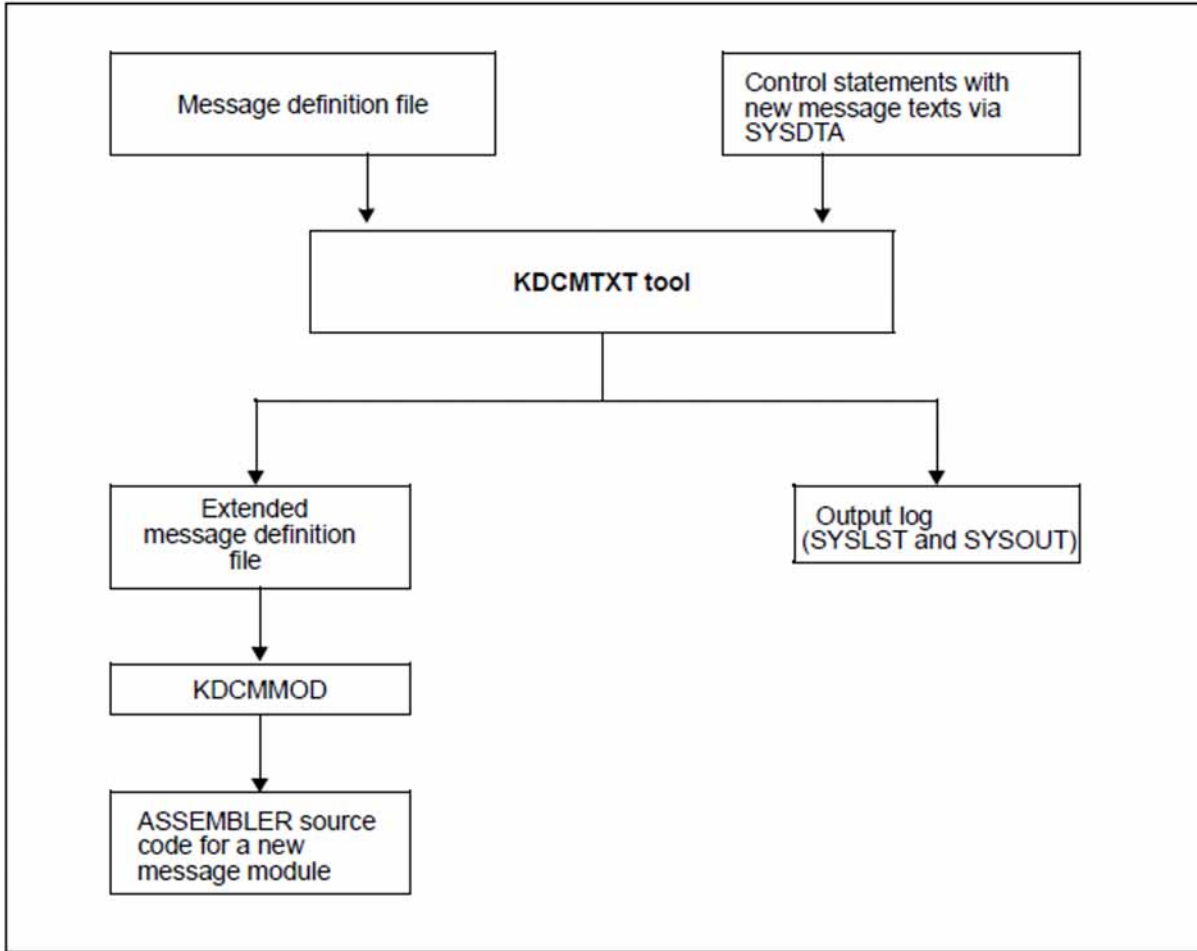 Message definition file
Control statements with
new message texts via
SYSDTA
KDCMTXT tool
Extended
message definition
file
Output log
(SYSLST and SYSOUT)
KDCMMOD
ASSEMBLER source
code for a new
message module